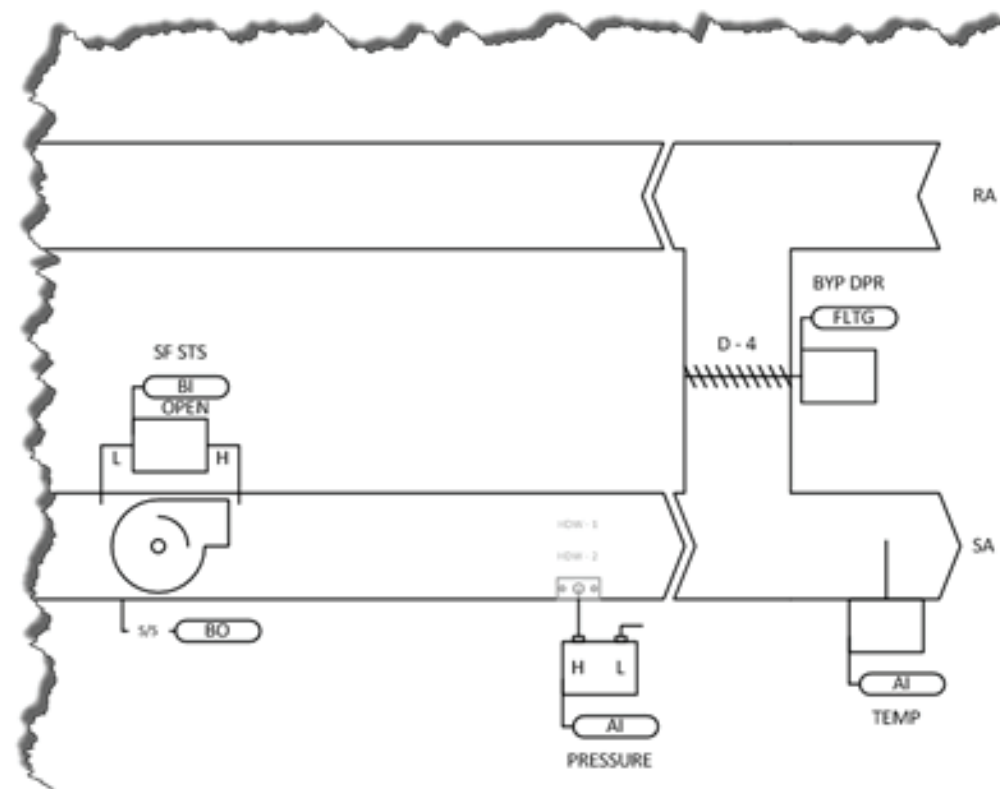 RA
BYP DPR
FLTG
D - 4
SF STS
BI
OPEN
L
H
HDW - 1
HDW - 2
SA
S/S
BO
H
L
AI
PRESSURE
AI
TEMP